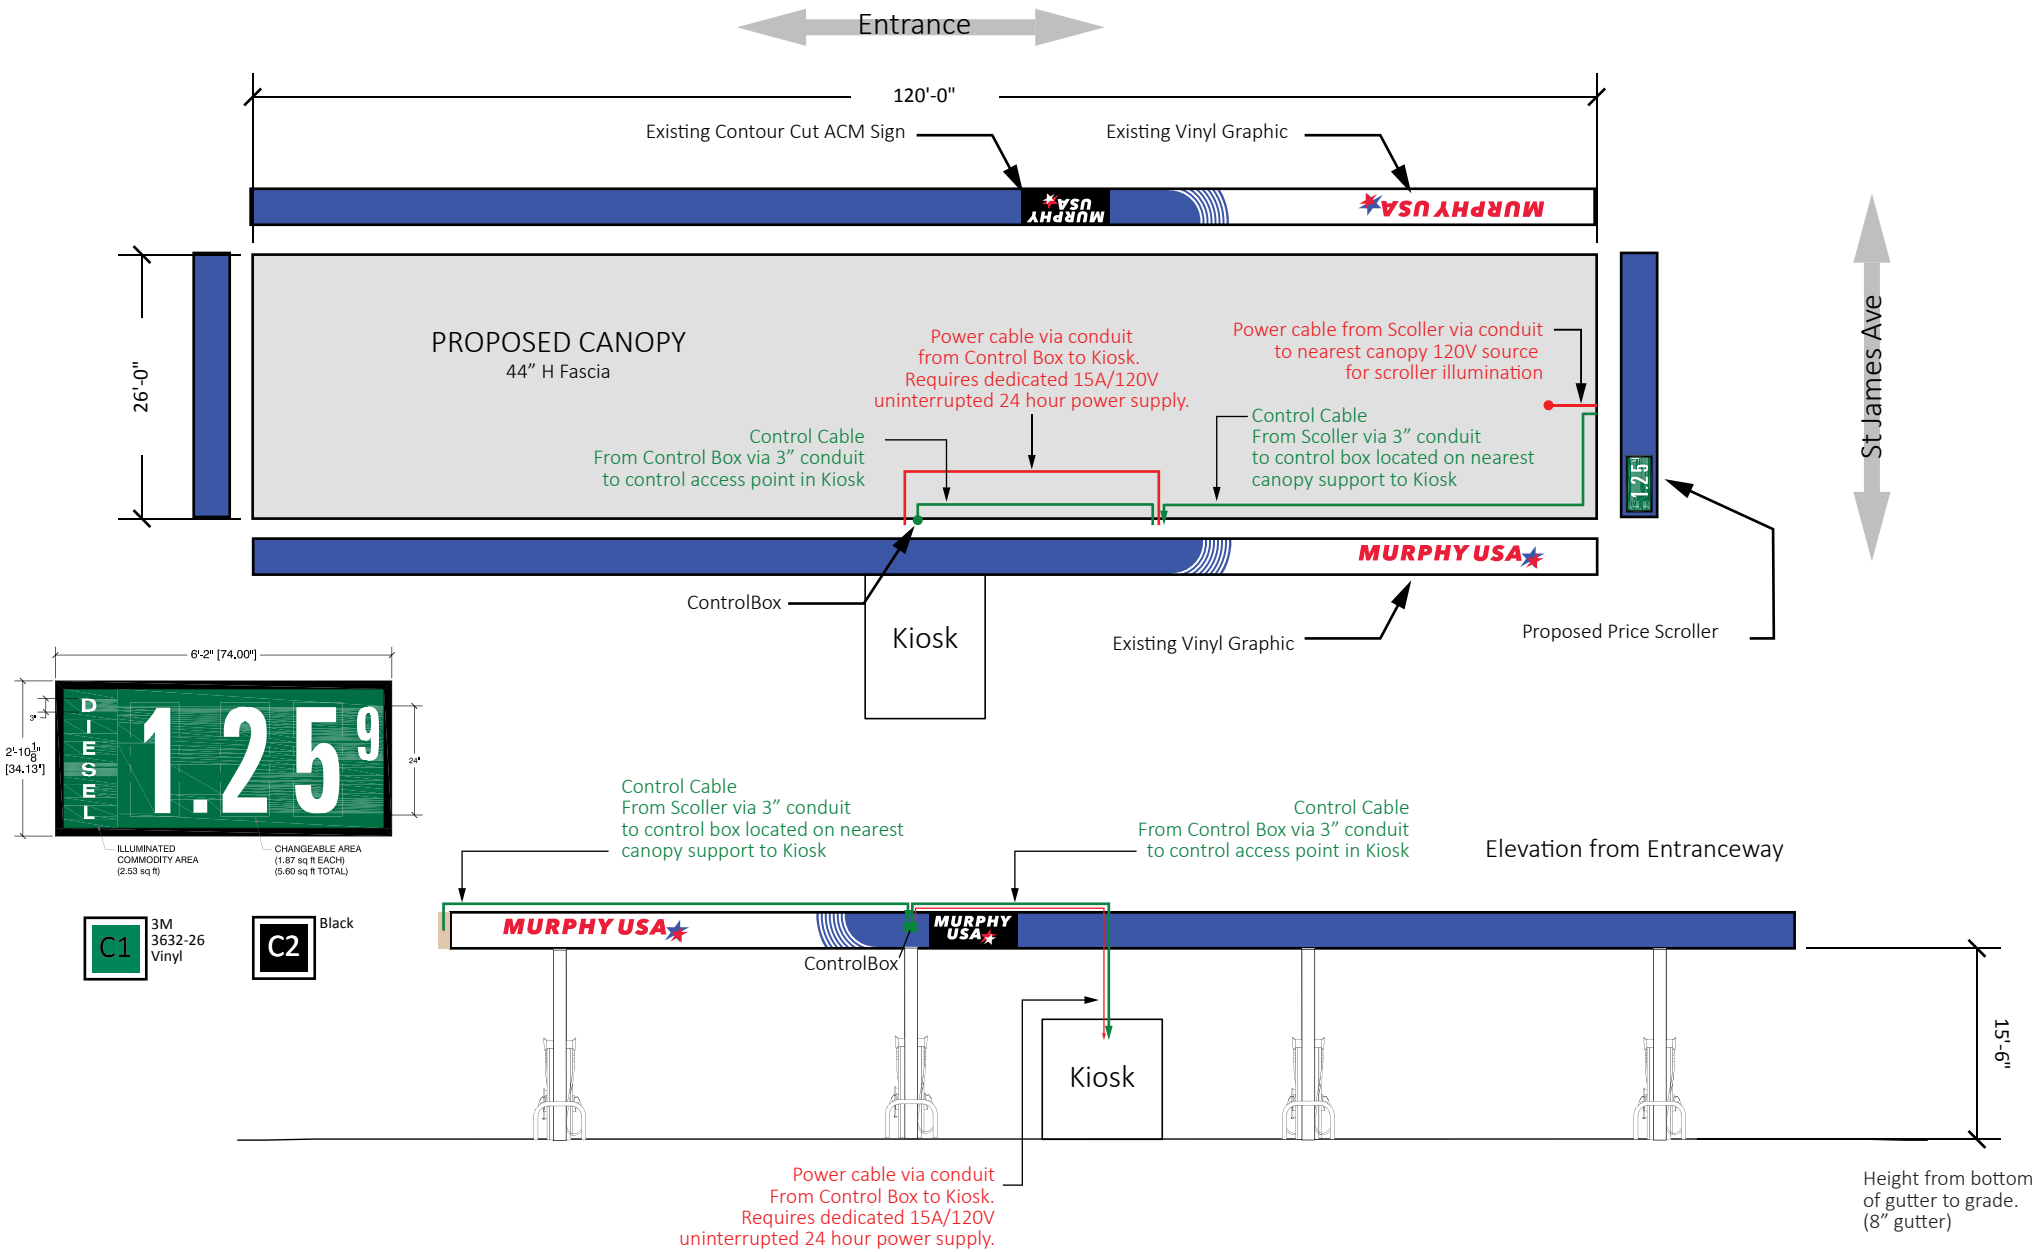 Entrance
120'-0"
Existing Contour Cut ACM Sign
Existing Vinyl Graphic
MURPHY
USA
MURPHY USA
26'-0"
PROPOSED CANOPY
44” H Fascia
Power cable via conduit
from Control Box to Kiosk.
Requires dedicated 15A/120V
uninterrupted 24 hour power supply.
Power cable from Scoller via conduit
to nearest canopy 120V source
for scroller illumination
Control Cable
From Control Box via 3” conduit
to control access point in Kiosk
Control Cable
From Scoller via 3” conduit
to control box located on nearest
canopy support to Kiosk
1.25 9
St James Ave
MURPHY USA
ControlBox
Kiosk
Existing Vinyl Graphic
Proposed Price Scroller
6'-2" [74.00"]
3"
2'-10 1/8"
[34.13"]
DIESEL
1.25 9
24"
ILLUMINATED
COMMODITY AREA
(2.53 sq ft)
CHANGEABLE AREA
(1.87 sq ft EACH)
(5.60 sq ft TOTAL)
C1
3M
3632-26
Vinyl
C2
Black
Control Cable
From Scoller via 3” conduit
to control box located on nearest
canopy support to Kiosk
Control Cable
From Control Box via 3” conduit
to control access point in Kiosk
Elevation from Entranceway
MURPHY USA
MURPHY
USA
ControlBox
Kiosk
15'-6"
Power cable via conduit
From Control Box to Kiosk.
Requires dedicated 15A/120V
uninterrupted 24 hour power supply.
Height from bottom
of gutter to grade.
(8” gutter)